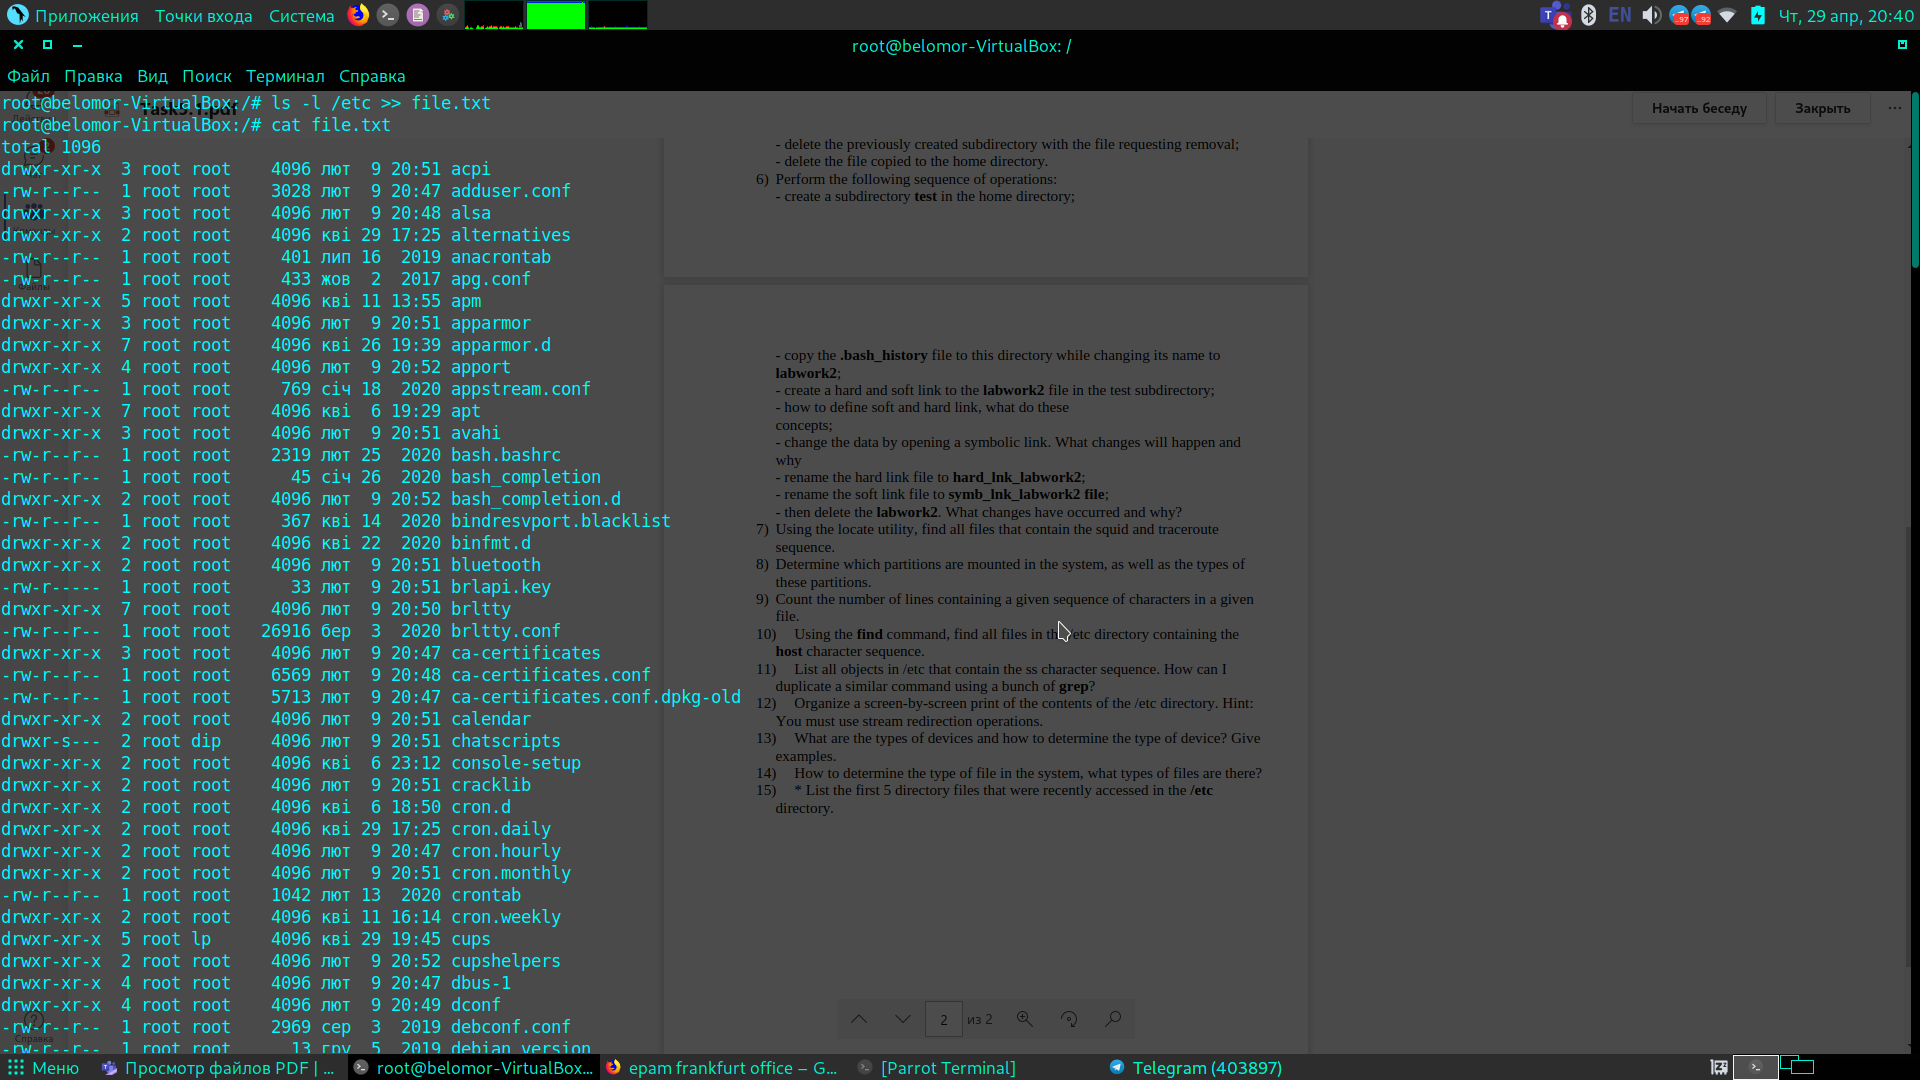 Приложения Точки входа Система EN 97 92 Чт, 29 апр, 20:40
root@belomor-VirtualBox: /
Файл Правка Вид Поиск Терминал Справка
root@belomor-VirtualBox:/# ls -l /etc >> file.txt
root@belomor-VirtualBox:/# cat file.txt
total 1096
drwxr-xr-x 3 root root 4096 лют 9 20:51 acpi
-rw-r--r-- 1 root root 3028 лют 9 20:47 adduser.conf
drwxr-xr-x 3 root root 4096 лют 9 20:48 alsa
drwxr-xr-x 2 root root 4096 кві 29 17:25 alternatives
-rw-r--r-- 1 root root 401 лип 16 2019 anacrontab
-rw-r--r-- 1 root root 433 жов 2 2017 apg.conf
drwxr-xr-x 5 root root 4096 кві 11 13:55 apm
drwxr-xr-x 3 root root 4096 лют 9 20:51 apparmor
drwxr-xr-x 7 root root 4096 кві 26 19:39 apparmor.d
drwxr-xr-x 4 root root 4096 лют 9 20:52 apport
-rw-r--r-- 1 root root 769 січ 18 2020 appstream.conf
drwxr-xr-x 7 root root 4096 кві 6 19:29 apt
drwxr-xr-x 3 root root 4096 лют 9 20:51 avahi
-rw-r--r-- 1 root root 2319 лют 25 2020 bash.bashrc
-rw-r--r-- 1 root root 45 січ 26 2020 bash_completion
drwxr-xr-x 2 root root 4096 лют 9 20:52 bash_completion.d
-rw-r--r-- 1 root root 367 кві 14 2020 bindresvport.blacklist
drwxr-xr-x 2 root root 4096 кві 22 2020 binfmt.d
drwxr-xr-x 2 root root 4096 лют 9 20:51 bluetooth
-rw-r----- 1 root root 33 лют 9 20:51 brlapi.key
drwxr-xr-x 7 root root 4096 лют 9 20:50 brltty
-rw-r--r-- 1 root root 26916 бер 3 2020 brltty.conf
drwxr-xr-x 3 root root 4096 лют 9 20:47 ca-certificates
-rw-r--r-- 1 root root 6569 лют 9 20:48 ca-certificates.conf
-rw-r--r-- 1 root root 5713 лют 9 20:47 ca-certificates.conf.dpkg-old
drwxr-xr-x 2 root root 4096 лют 9 20:51 calendar
drwxr-s--- 2 root dip 4096 лют 9 20:51 chatscripts
drwxr-xr-x 2 root root 4096 кві 6 23:12 console-setup
drwxr-xr-x 2 root root 4096 лют 9 20:51 cracklib
drwxr-xr-x 2 root root 4096 кві 6 18:50 cron.d
drwxr-xr-x 2 root root 4096 кві 29 17:25 cron.daily
drwxr-xr-x 2 root root 4096 лют 9 20:47 cron.hourly
drwxr-xr-x 2 root root 4096 лют 9 20:51 cron.monthly
-rw-r--r-- 1 root root 1042 лют 13 2020 crontab
drwxr-xr-x 2 root root 4096 кві 11 16:14 cron.weekly
drwxr-xr-x 5 root lp 4096 кві 29 19:45 cups
drwxr-xr-x 2 root root 4096 лют 9 20:52 cupshelpers
drwxr-xr-x 4 root root 4096 лют 9 20:47 dbus-1
drwxr-xr-x 4 root root 4096 лют 9 20:49 dconf
-rw-r--r-- 1 root root 2969 сер 3 2019 debconf.conf
-rw-r--r-- 1 root root 13 гру 5 2019 debian_version
Начать беседу Закрыть ...
- delete the previously created subdirectory with the file requesting removal;
- delete the file copied to the home directory.
6) Perform the following sequence of operations:
- create a subdirectory test in the home directory;
- copy the .bash_history file to this directory while changing its name to
labwork2;
- create a hard and soft link to the labwork2 file in the test subdirectory;
- how to define soft and hard link, what do these
concepts;
- change the data by opening a symbolic link. What changes will happen and
why
- rename the hard link file to hard_lnk_labwork2;
- rename the soft link file to symb_lnk_labwork2 file;
- then delete the labwork2. What changes have occurred and why?
7) Using the locate utility, find all files that contain the squid and traceroute
sequence.
8) Determine which partitions are mounted in the system, as well as the types of
these partitions.
9) Count the number of lines containing a given sequence of characters in a given
file.
10) Using the find command, find all files in the /etc directory containing the
host character sequence.
11) List all objects in /etc that contain the ss character sequence. How can I
duplicate a similar command using a bunch of grep?
12) Organize a screen-by-screen print of the contents of the /etc directory. Hint:
You must use stream redirection operations.
13) What are the types of devices and how to determine the type of device? Give
examples.
14) How to determine the type of file in the system, what types of files are there?
15) * List the first 5 directory files that were recently accessed in the /etc
directory.
2 из 2
Справка
Меню Просмотр файлов PDF | ... root@belomor-VirtualBox... epam frankfurt office – G... [Parrot Terminal] Telegram (403897)